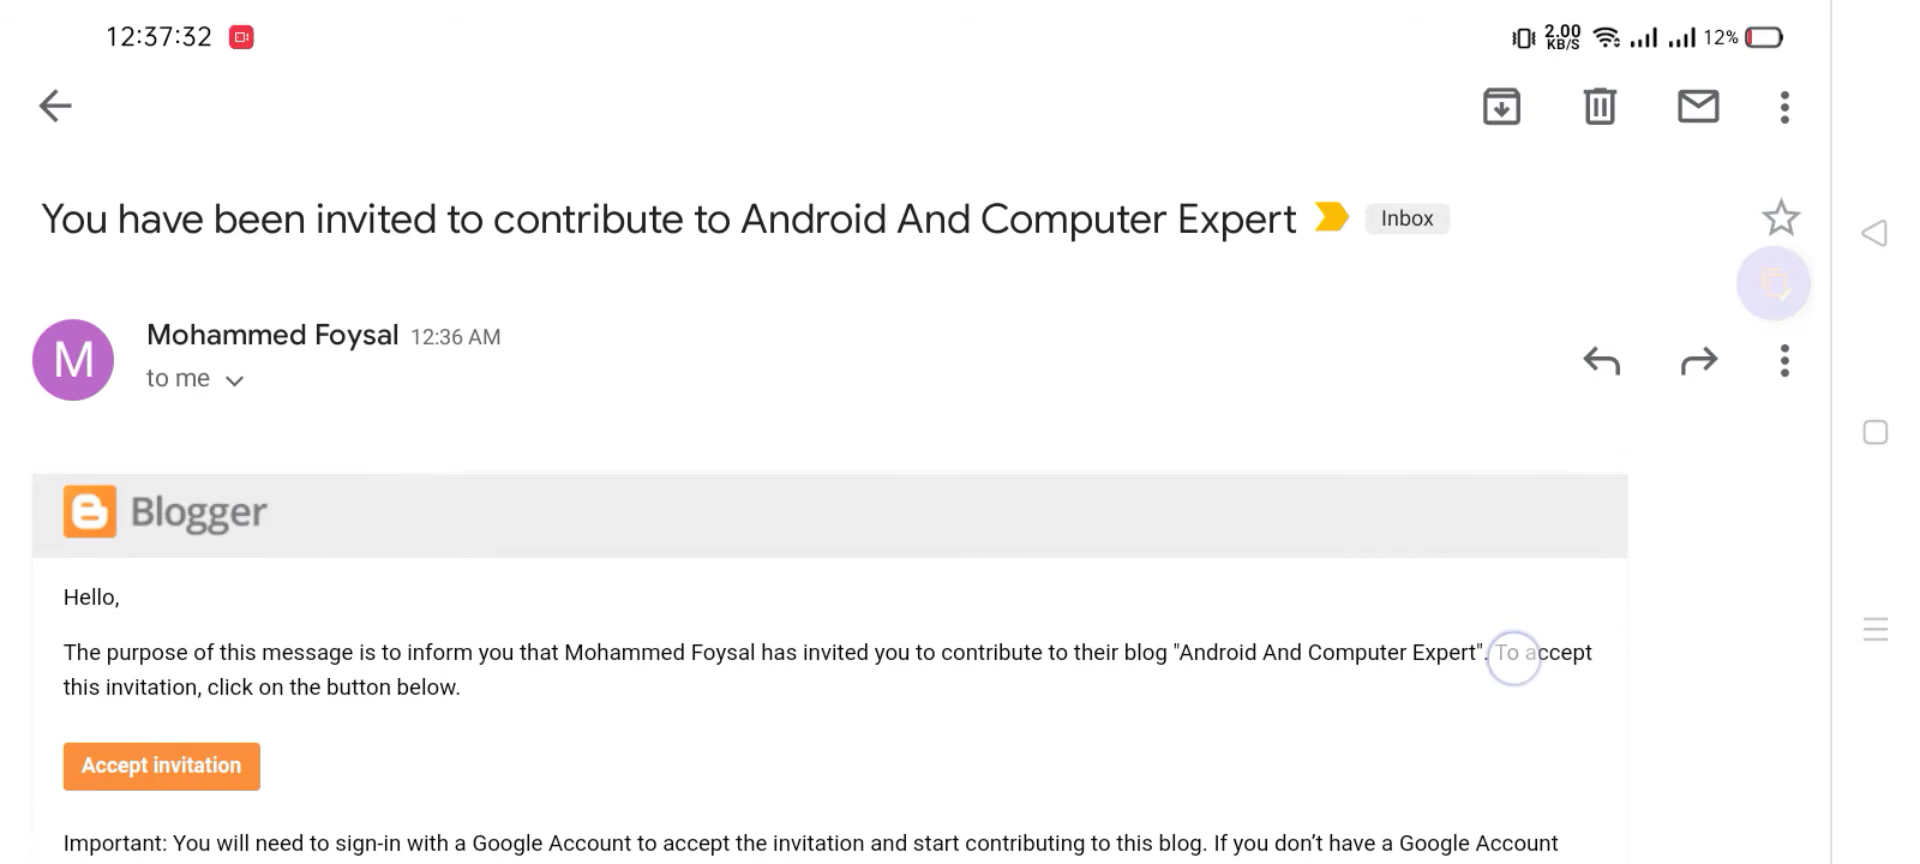 12:37:32
2.00
KB/S
12%
You have been invited to contribute to Android And Computer Expert Inbox
M
Mohammed Foysal 12:36 AM
to me
Blogger
Hello,
The purpose of this message is to inform you that Mohammed Foysal has invited you to contribute to their blog "Android And Computer Expert". To accept
this invitation, click on the button below.
Accept invitation
Important: You will need to sign-in with a Google Account to accept the invitation and start contributing to this blog. If you don’t have a Google Account